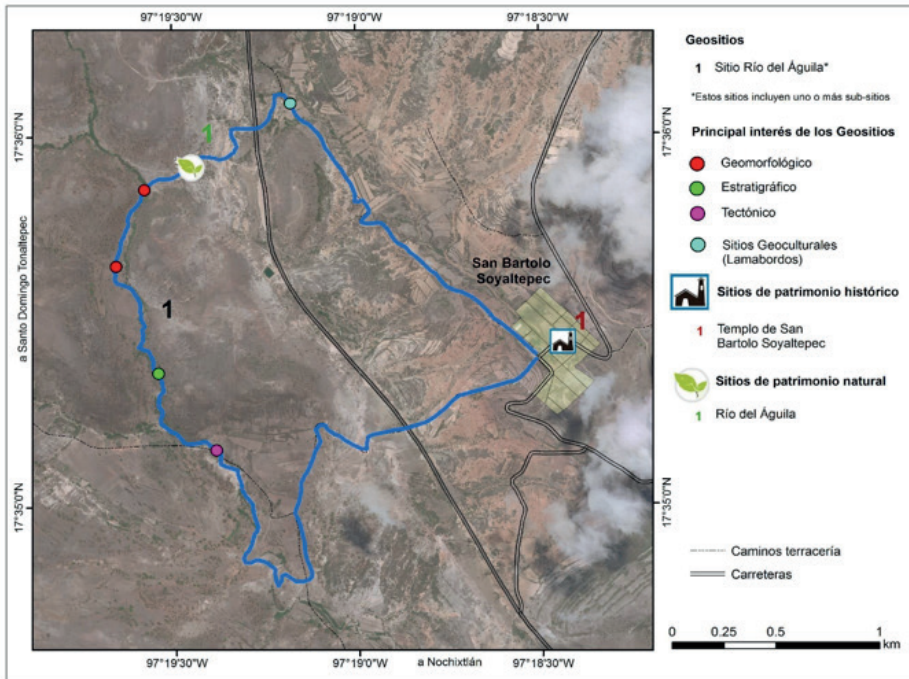 97°19'30"W
97°19'0"W
97°18'30"W
17°36'0"N
17°36'0"N
a Santo Domingo Tonaltepec
1
1
San Bartolo
Soyaltepec
1
17°35'0"N
17°35'0"N
97°19'30"W
97°19'0"W
a Nochixtlán
97°18'30"W
Geositios
1 Sitio Río del Águila*
*Estos sitios incluyen uno o más sub-sitios
Principal interés de los Geositios
Geomorfológico
Estratigráfico
Tectónico
Sitios Geoculturales
(Lamabordos)
Sitios de patrimonio histórico
1 Templo de San
Bartolo Soyaltepec
Sitios de patrimonio natural
1 Río del Águila
Caminos terracería
Carreteras
0 0.25 0.5 1
km